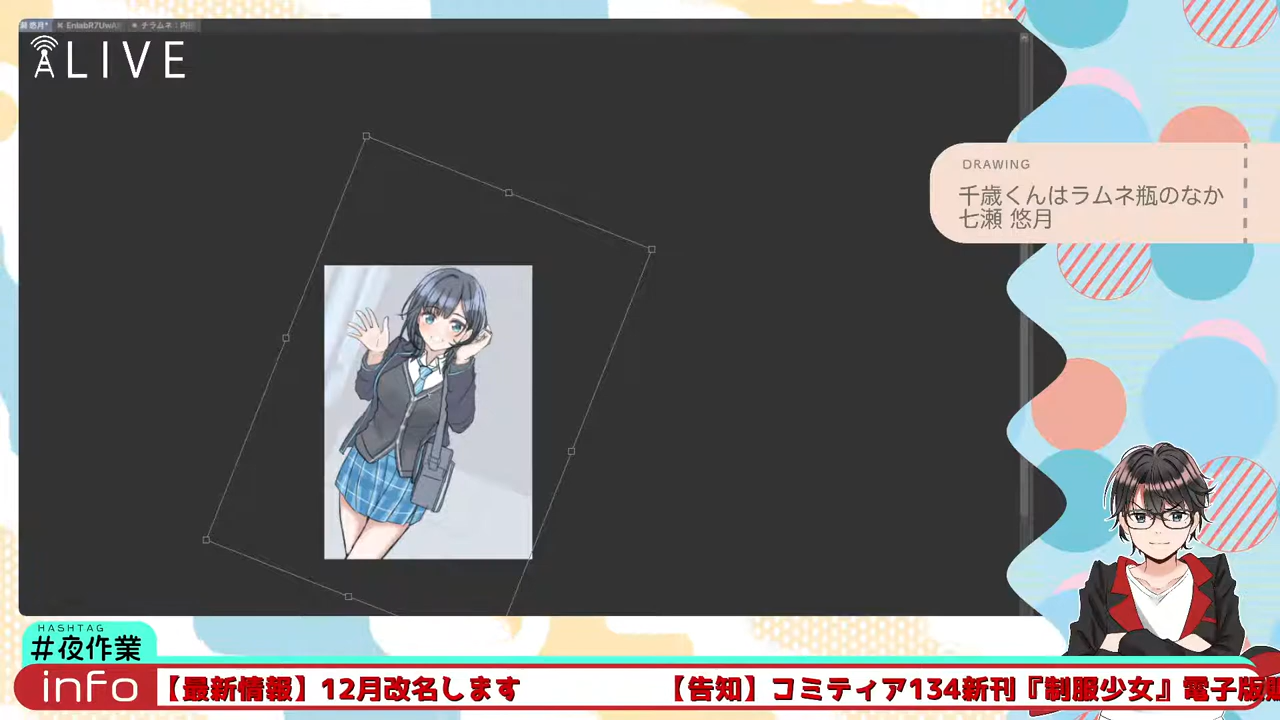 LIVE
DRAWING
千歳くんはラムネ瓶のなか
七瀬 悠月
HASHTAG
#夜作業
info
【最新情報】12月改名します
【告知】コミティア134新刊『制服少女』電子版